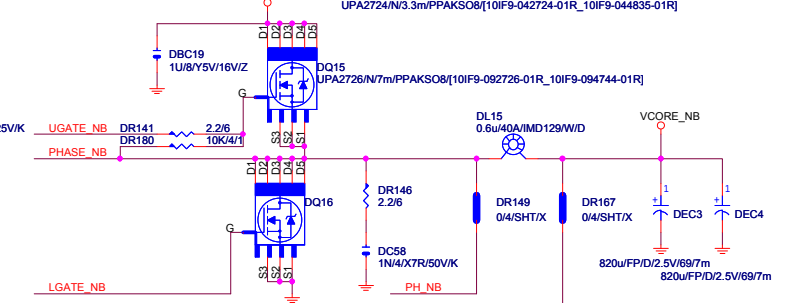 UPA2724/N/3.3m/PPAKSO8/[10IF9-042724-01R_10IF9-044835-01R]
D1
D2
D3
D4
D5
DBC19
1U/8/Y5V/16V/Z
DQ15
UPA2726/N/7m/PPAKSO8/[10IF9-092726-01R_10IF9-094744-01R]
G
S3
S2
S1
25V/K
UGATE_NB
DR141
2.2/6
DR180
10K/4/1
PHASE_NB
DL15
0.6u/40A/IMD129/W/D
VCORE_NB
D1
D2
D3
D4
D5
DQ16
G
S3
S2
S1
DR146
2.2/6
DC58
1N/4/X7R/50V/K
DR149
0/4/SHT/X
DR167
0/4/SHT/X
+
1
DEC3
820u/FP/D/2.5V/69/7m
+
1
DEC4
820u/FP/D/2.5V/69/7m
LGATE_NB
PH_NB